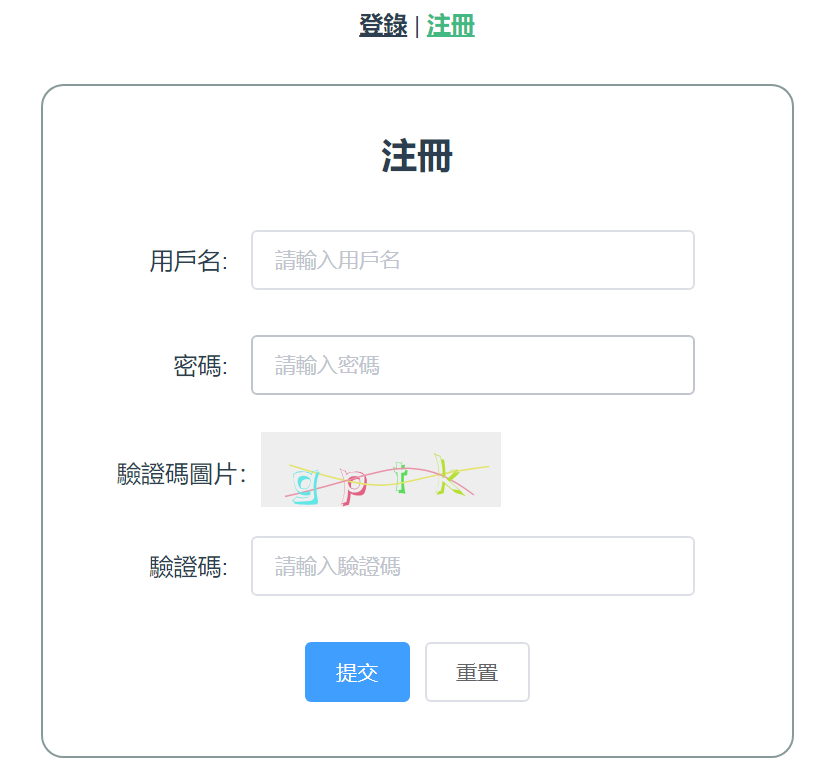 登錄 | 注冊
注冊
用戶名: 請輸入用戶名
密碼: 請輸入密碼
驗證碼圖片:
驗證碼: 請輸入驗證碼
提交 重置